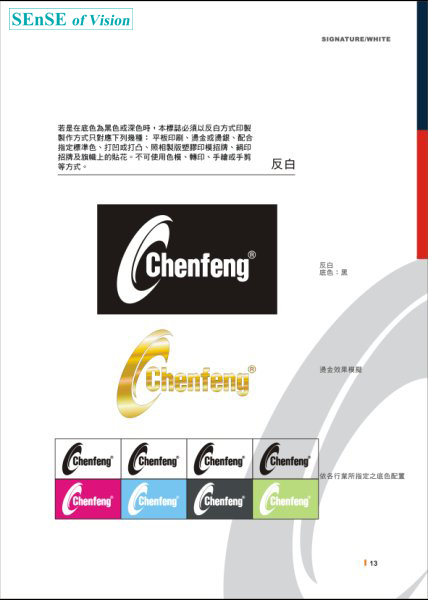 SEnSE of Vision
SIGNATURE/WHITE
若是在底色為黑色或深色時，本標誌必須以反白方式印製
製作方式只對應下列幾種： 平板印刷、燙金或燙銀、配合
指定標準色、打凹或打凸、照相製版塑膠印模招牌、網印
招牌及旗幟上的貼花。不可使用色模、轉印、手繪或手剪
等方式。
反白
Chenfeng®
反白
底色：黑
Chenfeng®
燙金效果模擬
Chenfeng® Chenfeng® Chenfeng® Chenfeng®
依各行業所指定之底色配置
Chenfeng® Chenfeng® Chenfeng® Chenfeng®
13